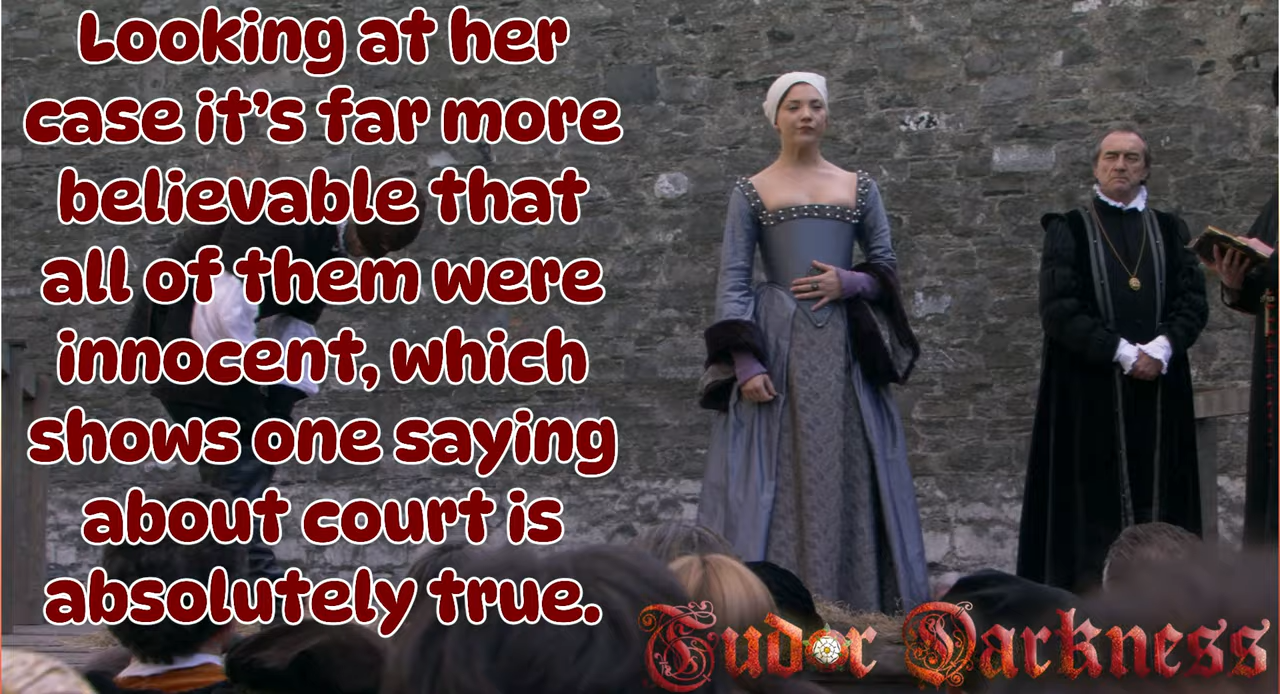 Looking at her
case it’s far more
believable that
all of them were
innocent, which
shows one saying
about court is
absolutely true.
Tudor Darkness